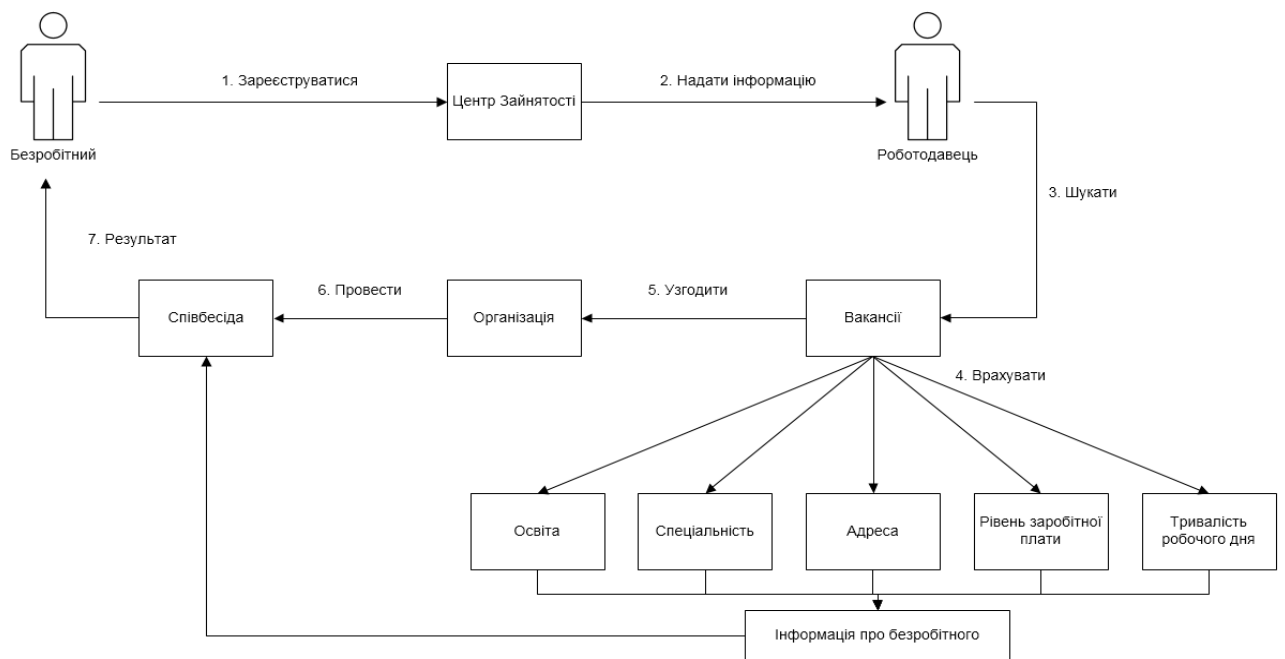 1. Зареєструватися
2. Надати інформацію
Центр Зайнятості
Безробітний
Роботодавець
3. Шукати
7. Результат
6. Провести
5. Узгодити
Співбесіда
Організація
Вакансії
4. Врахувати
Освіта
Спеціальність
Адреса
Рівень заробітної
плати
Тривалість
робочого дня
Інформація про безробітного